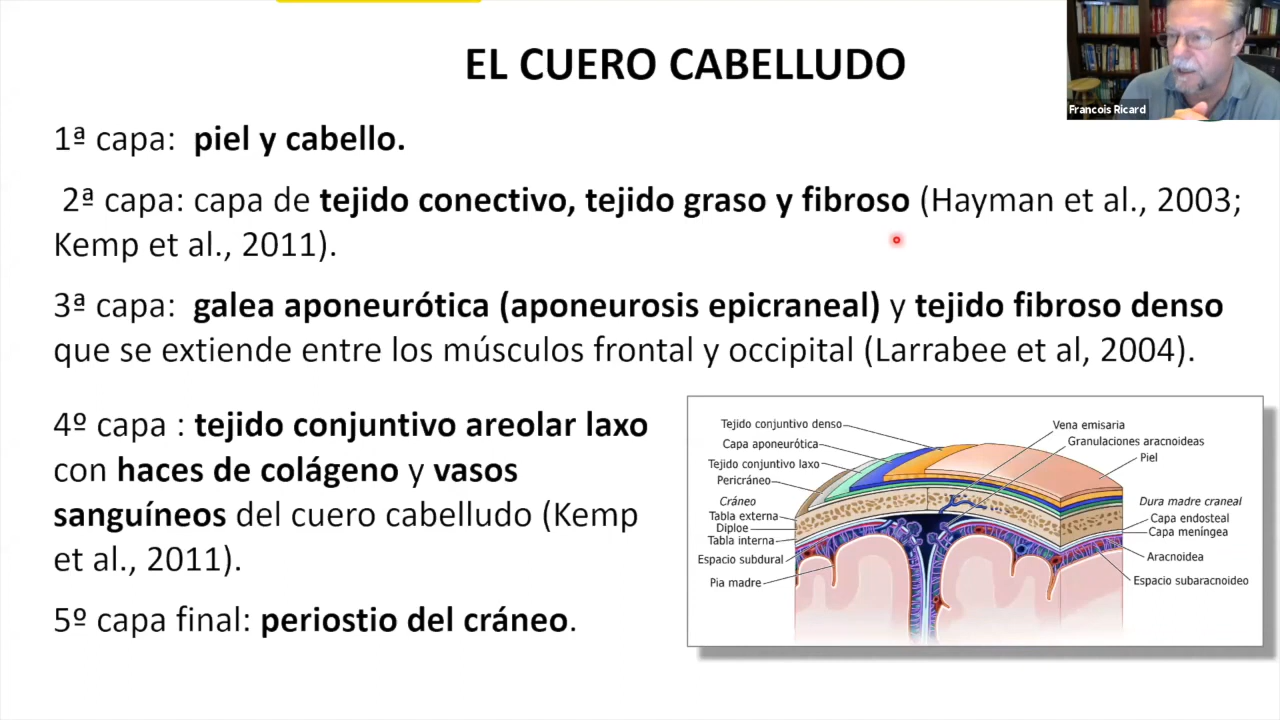 EL CUERO CABELLUDO
Francois Ricard
1ª capa: piel y cabello.
2ª capa: capa de tejido conectivo, tejido graso y fibroso (Hayman et al., 2003;
Kemp et al., 2011).
3ª capa: galea aponeurótica (aponeurosis epicraneal) y tejido fibroso denso
que se extiende entre los músculos frontal y occipital (Larrabee et al, 2004).
4º capa : tejido conjuntivo areolar laxo
con haces de colágeno y vasos
sanguíneos del cuero cabelludo (Kemp
et al., 2011).
5º capa final: periostio del cráneo.
Tejido conjuntivo denso
Capa aponeurótica
Tejido conjuntivo laxo
Pericráneo
Cráneo
Tabla externa
Diploe
Tabla interna
Espacio subdural
Pia madre
Vena emisaria
Granulaciones aracnoideas
Piel
Dura madre craneal
Capa endosteal
Capa meníngea
Aracnoidea
Espacio subaracnoideo